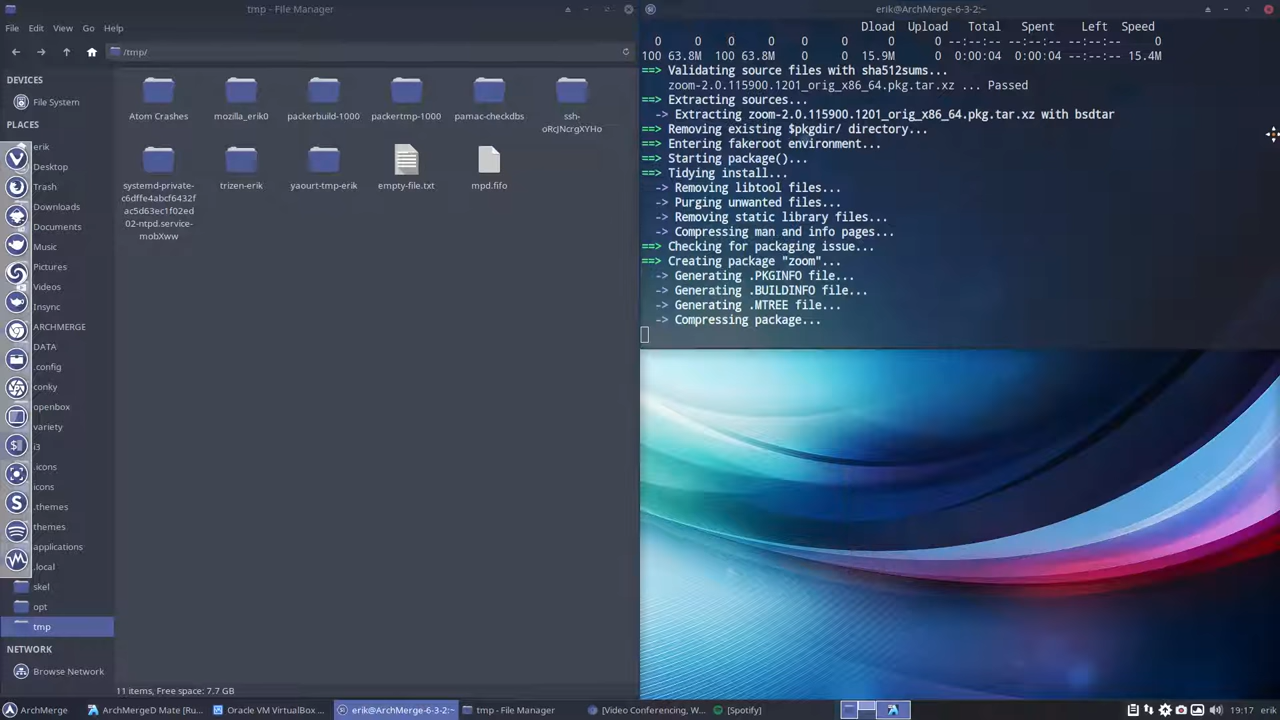 tmp - File Manager
File Edit View Go Help
/tmp/
DEVICES
File System
PLACES
erik
Desktop
Trash
Downloads
Documents
Music
Pictures
Videos
Insync
ARCHMERGE
DATA
.config
conky
openbox
variety
i3
.icons
icons
.themes
themes
applications
.local
skel
opt
tmp
NETWORK
Browse Network
Atom Crashes
mozilla_erik0
packerbuild-1000
packertmp-1000
pamac-checkdbs
ssh-
oRcJNcrgXYHo
systemd-private-
c6dffe4abcf6432f
ac5d63ec1f02ed
02-ntpd.service-
mobXww
trizen-erik
yaourt-tmp-erik
empty-file.txt
mpd.fifo
11 items, Free space: 7.7 GB
erik@ArchMerge-6-3-2:~
Dload Upload Total Spent Left Speed
0 0 0 0 0 0 0 0 --:--:-- --:--:-- --:--:-- 0
100 63.8M 100 63.8M 0 0 15.9M 0 0:00:04 0:00:04 --:--:-- 15.4M
==> Validating source files with sha512sums...
zoom-2.0.115900.1201_orig_x86_64.pkg.tar.xz ... Passed
==> Extracting sources...
-> Extracting zoom-2.0.115900.1201_orig_x86_64.pkg.tar.xz with bsdtar
==> Removing existing $pkgdir/ directory...
==> Entering fakeroot environment...
==> Starting package()...
==> Tidying install...
-> Removing libtool files...
-> Purging unwanted files...
-> Removing static library files...
-> Compressing man and info pages...
==> Checking for packaging issue...
==> Creating package "zoom"...
-> Generating .PKGINFO file...
-> Generating .BUILDINFO file...
-> Generating .MTREE file...
-> Compressing package...
ArchMerge
ArchMergeD Mate [Ru...
Oracle VM VirtualBox ...
erik@ArchMerge-6-3-2:~
tmp - File Manager
[Video Conferencing, W...
[Spotify]
19:17 erik